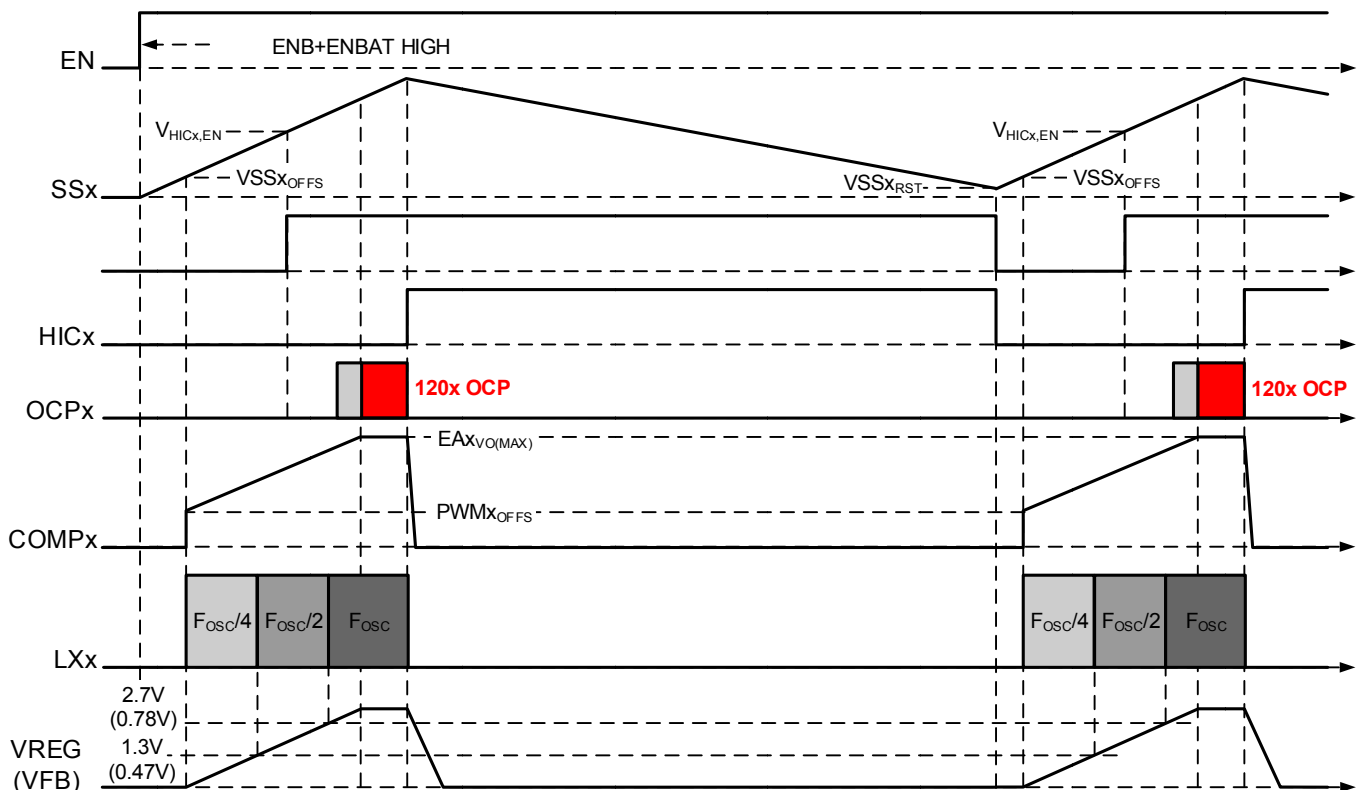 ENB+ENBAT HIGH
EN
VHICx,EN VHICx,EN
VSSxOFFS VSSxRST VSSxOFFS
SSx
HICx
120x OCP 120x OCP
OCPx
EAxVO(MAX)
PWMxOFFS
COMPx
FOSC/4 FOSC/2 FOSC FOSC/4 FOSC/2 FOSC
LXx
2.7V
(0.78V)
1.3V
(0.47V)
VREG
(VFB)